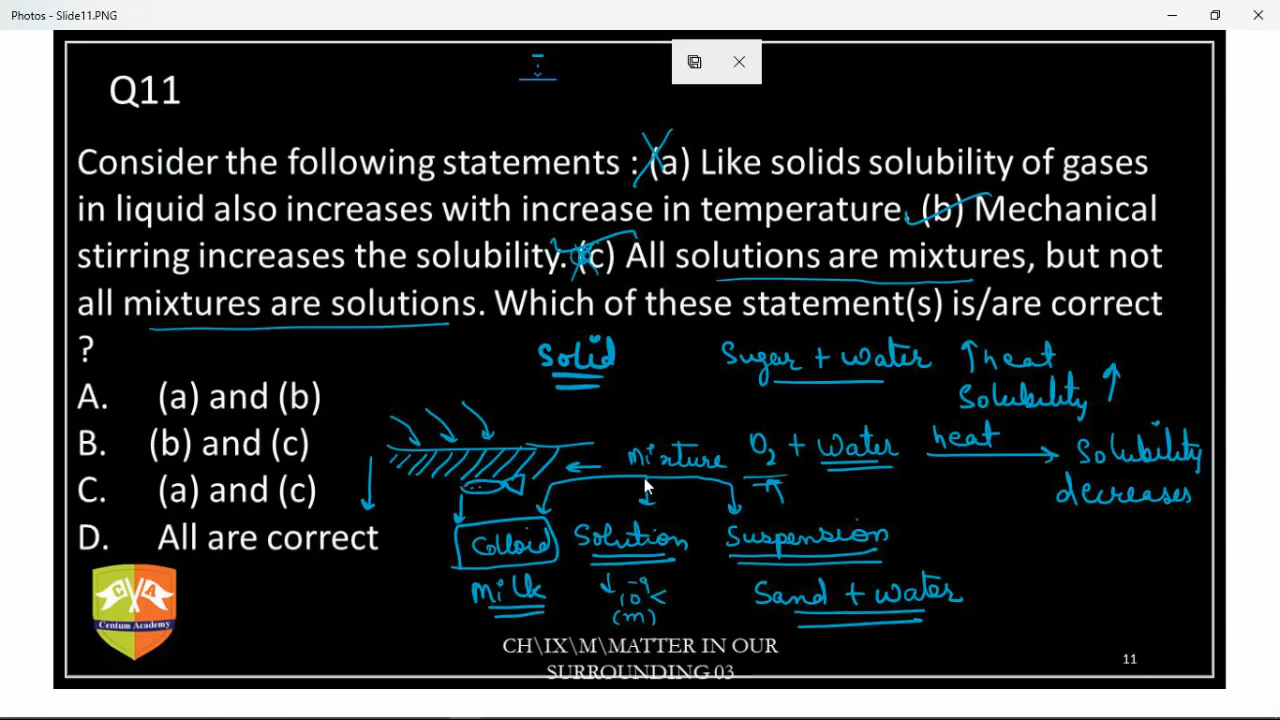 Photos - Slide11.PNG
Q11
Consider the following statements : (a) Like solids solubility of gases
in liquid also increases with increase in temperature. (b) Mechanical
stirring increases the solubility. (c) All solutions are mixtures, but not
all mixtures are solutions. Which of these statement(s) is/are correct
?
Solid
Sugar + water ↑ heat
Solubility ↑
A. (a) and (b)
B. (b) and (c)
C. (a) and (c)
D. All are correct
mixture
O2 + Water heat → Solubility
decreases
Colloid Solution Suspension
Milk
10-9 <
(m)
Sand + water
C A
Centum Academy
CH\IX\M\MATTER IN OUR
SURROUNDING 03
11